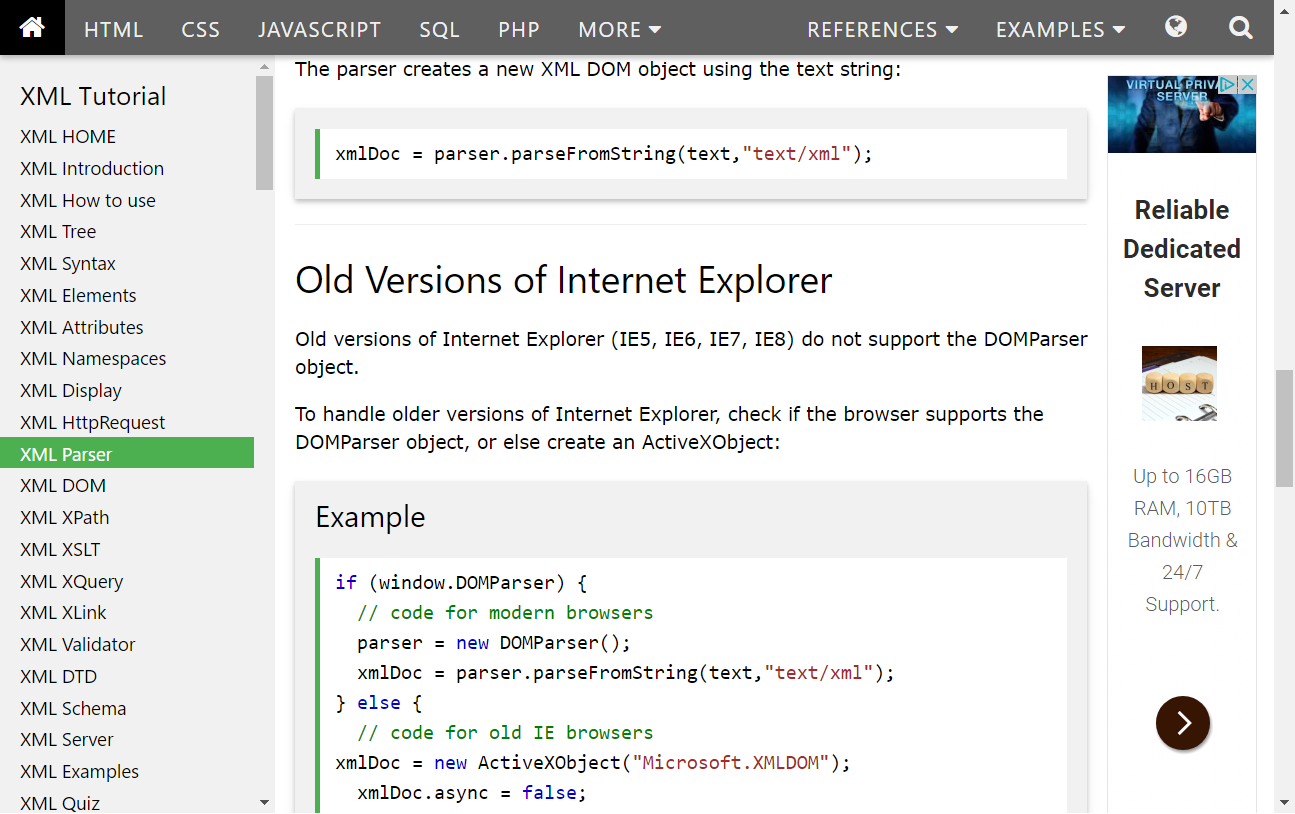 HTML CSS JAVASCRIPT SQL PHP MORE REFERENCES EXAMPLES
XML Tutorial
XML HOME
XML Introduction
XML How to use
XML Tree
XML Syntax
XML Elements
XML Attributes
XML Namespaces
XML Display
XML HttpRequest
XML Parser
XML DOM
XML XPath
XML XSLT
XML XQuery
XML XLink
XML Validator
XML DTD
XML Schema
XML Server
XML Examples
XML Quiz
The parser creates a new XML DOM object using the text string:
xmlDoc = parser.parseFromString(text,"text/xml");
Old Versions of Internet Explorer
Old versions of Internet Explorer (IE5, IE6, IE7, IE8) do not support the DOMParser
object.
To handle older versions of Internet Explorer, check if the browser supports the
DOMParser object, or else create an ActiveXObject:
Example
if (window.DOMParser) {
  // code for modern browsers
  parser = new DOMParser();
  xmlDoc = parser.parseFromString(text,"text/xml");
} else {
  // code for old IE browsers
xmlDoc = new ActiveXObject("Microsoft.XMLDOM");
  xmlDoc.async = false;
VIRTUAL PRIVA
SERVER
Reliable
Dedicated
Server
HOST
Up to 16GB
RAM, 10TB
Bandwidth &
24/7
Support.